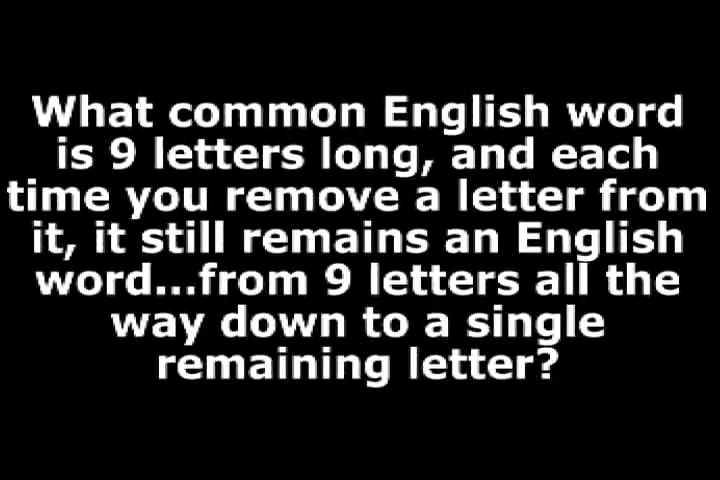 What common English word
is 9 letters long, and each
time you remove a letter from
it, it still remains an English
word...from 9 letters all the
way down to a single
remaining letter?